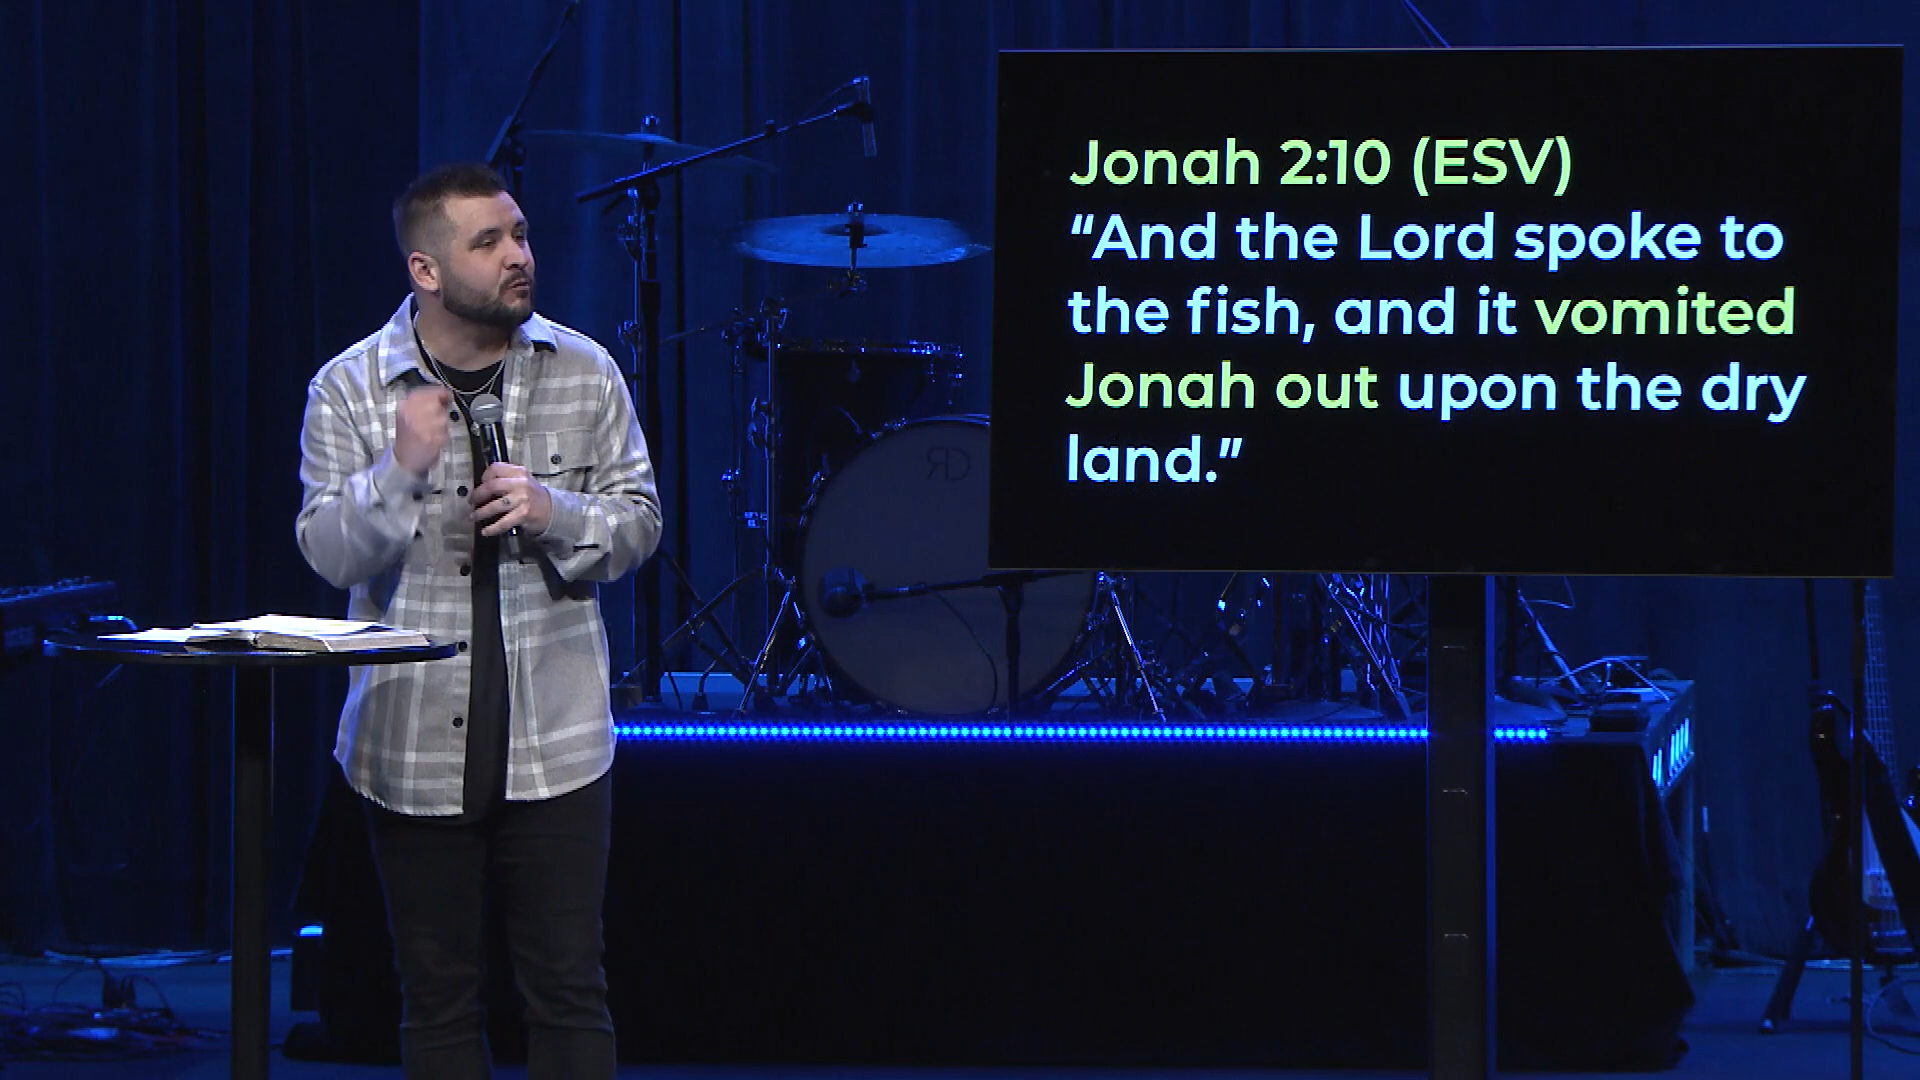 Jonah 2:10 (ESV)
“And the Lord spoke to
the fish, and it vomited
Jonah out upon the dry
land.”
RD